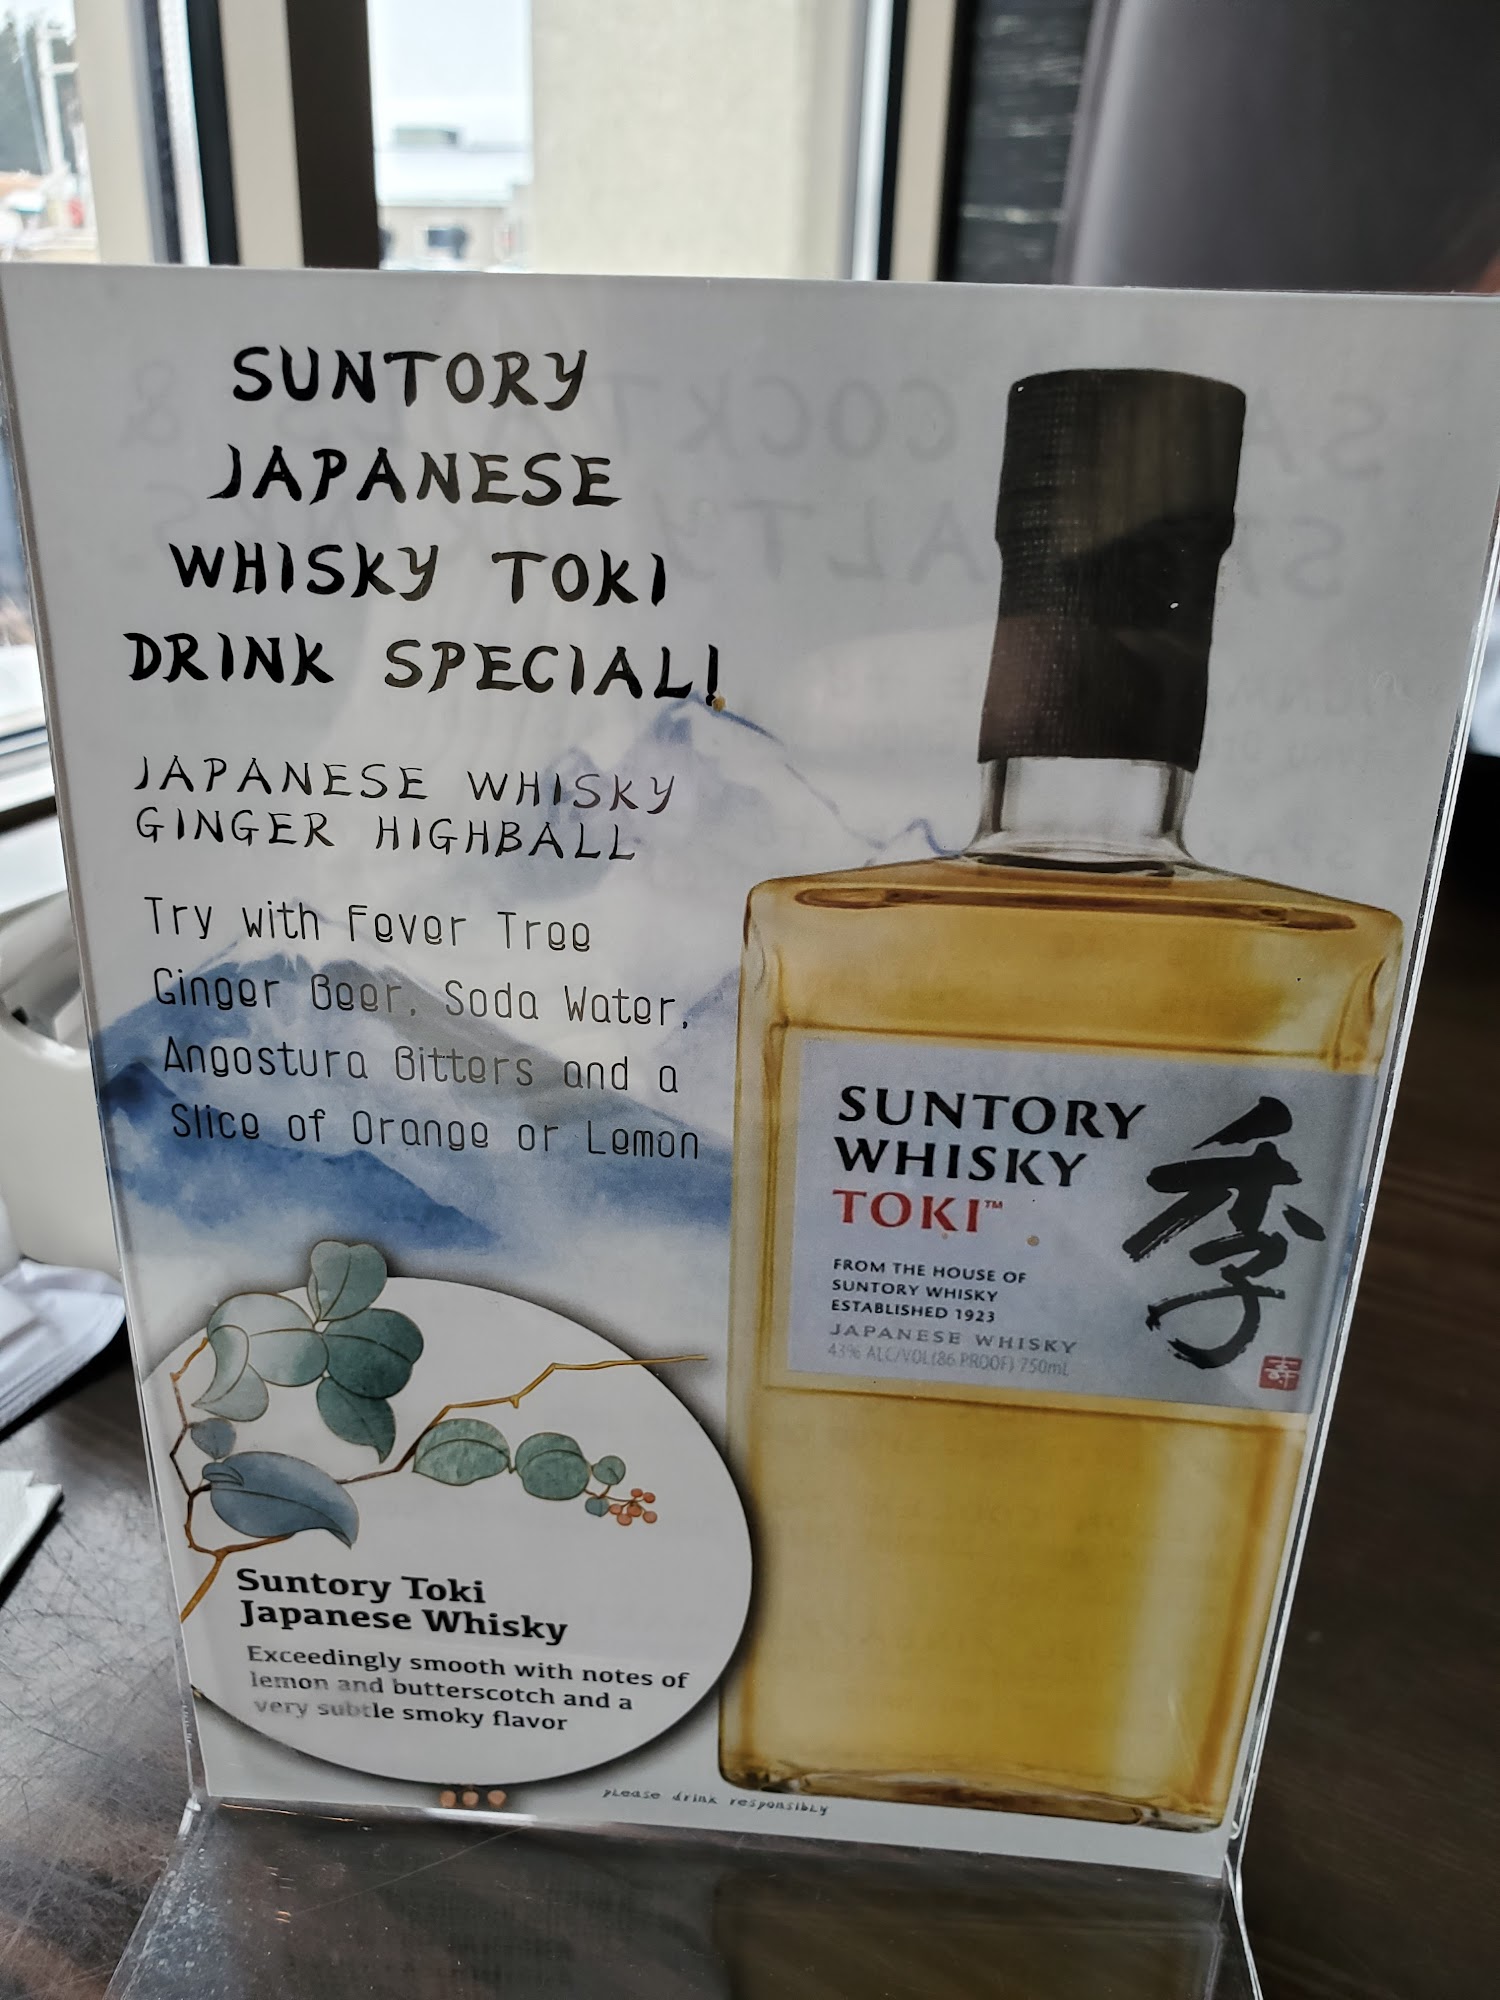 SUNTORY
JAPANESE
WHISKY TOKI
DRINK SPECIAL!
JAPANESE WHISKY
GINGER HIGHBALL
Try with Fever Tree
Ginger Beer, Soda Water,
Angostura Bitters and a
Slice of Orange or Lemon
SUNTORY
WHISKY
TOKI™
季
FROM THE HOUSE OF
SUNTORY WHISKY
ESTABLISHED 1923
JAPANESE WHISKY
43% ALC/VOL (86 PROOF) 750mL
Suntory Toki
Japanese Whisky
Exceedingly smooth with notes of
lemon and butterscotch and a
very subtle smoky flavor
please drink responsibly